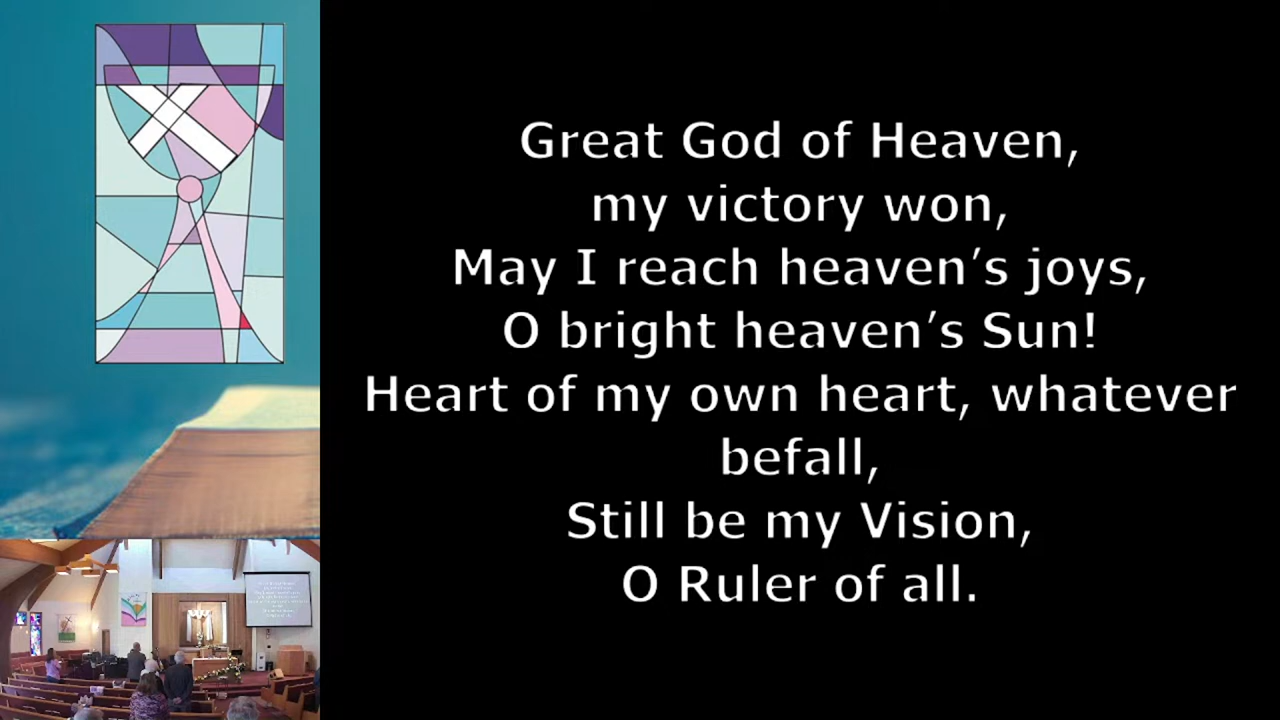 Great God of Heaven,
my victory won,
May I reach heaven’s joys,
O bright heaven’s Sun!
Heart of my own heart, whatever
befall,
Still be my Vision,
O Ruler of all.